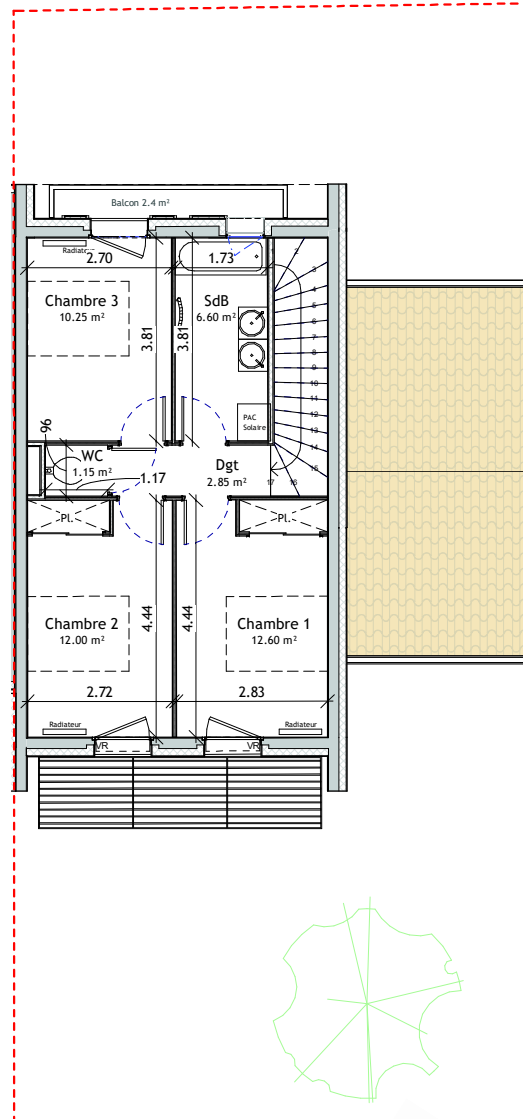 Balcon 2.4 m²
Radiateur
2.70
1.73
Chambre 3
10.25 m²
SdB
6.60 m²
3.81
3.81
2
3
4
5
6
7
8
9
10
11
12
13
14
15
16
17
PAC
Solaire
96
WC
1.15 m²
1.17
Dgt
2.85 m²
PL.
PL.
Chambre 2
12.00 m²
4.44
4.44
Chambre 1
12.60 m²
2.72
2.83
Radiateur
Radiateur
VR
VR